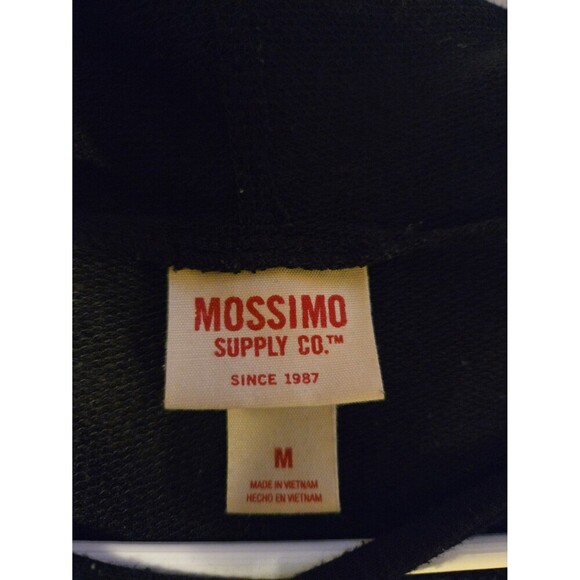 MOSSIMO
SUPPLY CO.™
SINCE 1987
M
MADE IN VIETNAM
HECHO EN VIETNAM